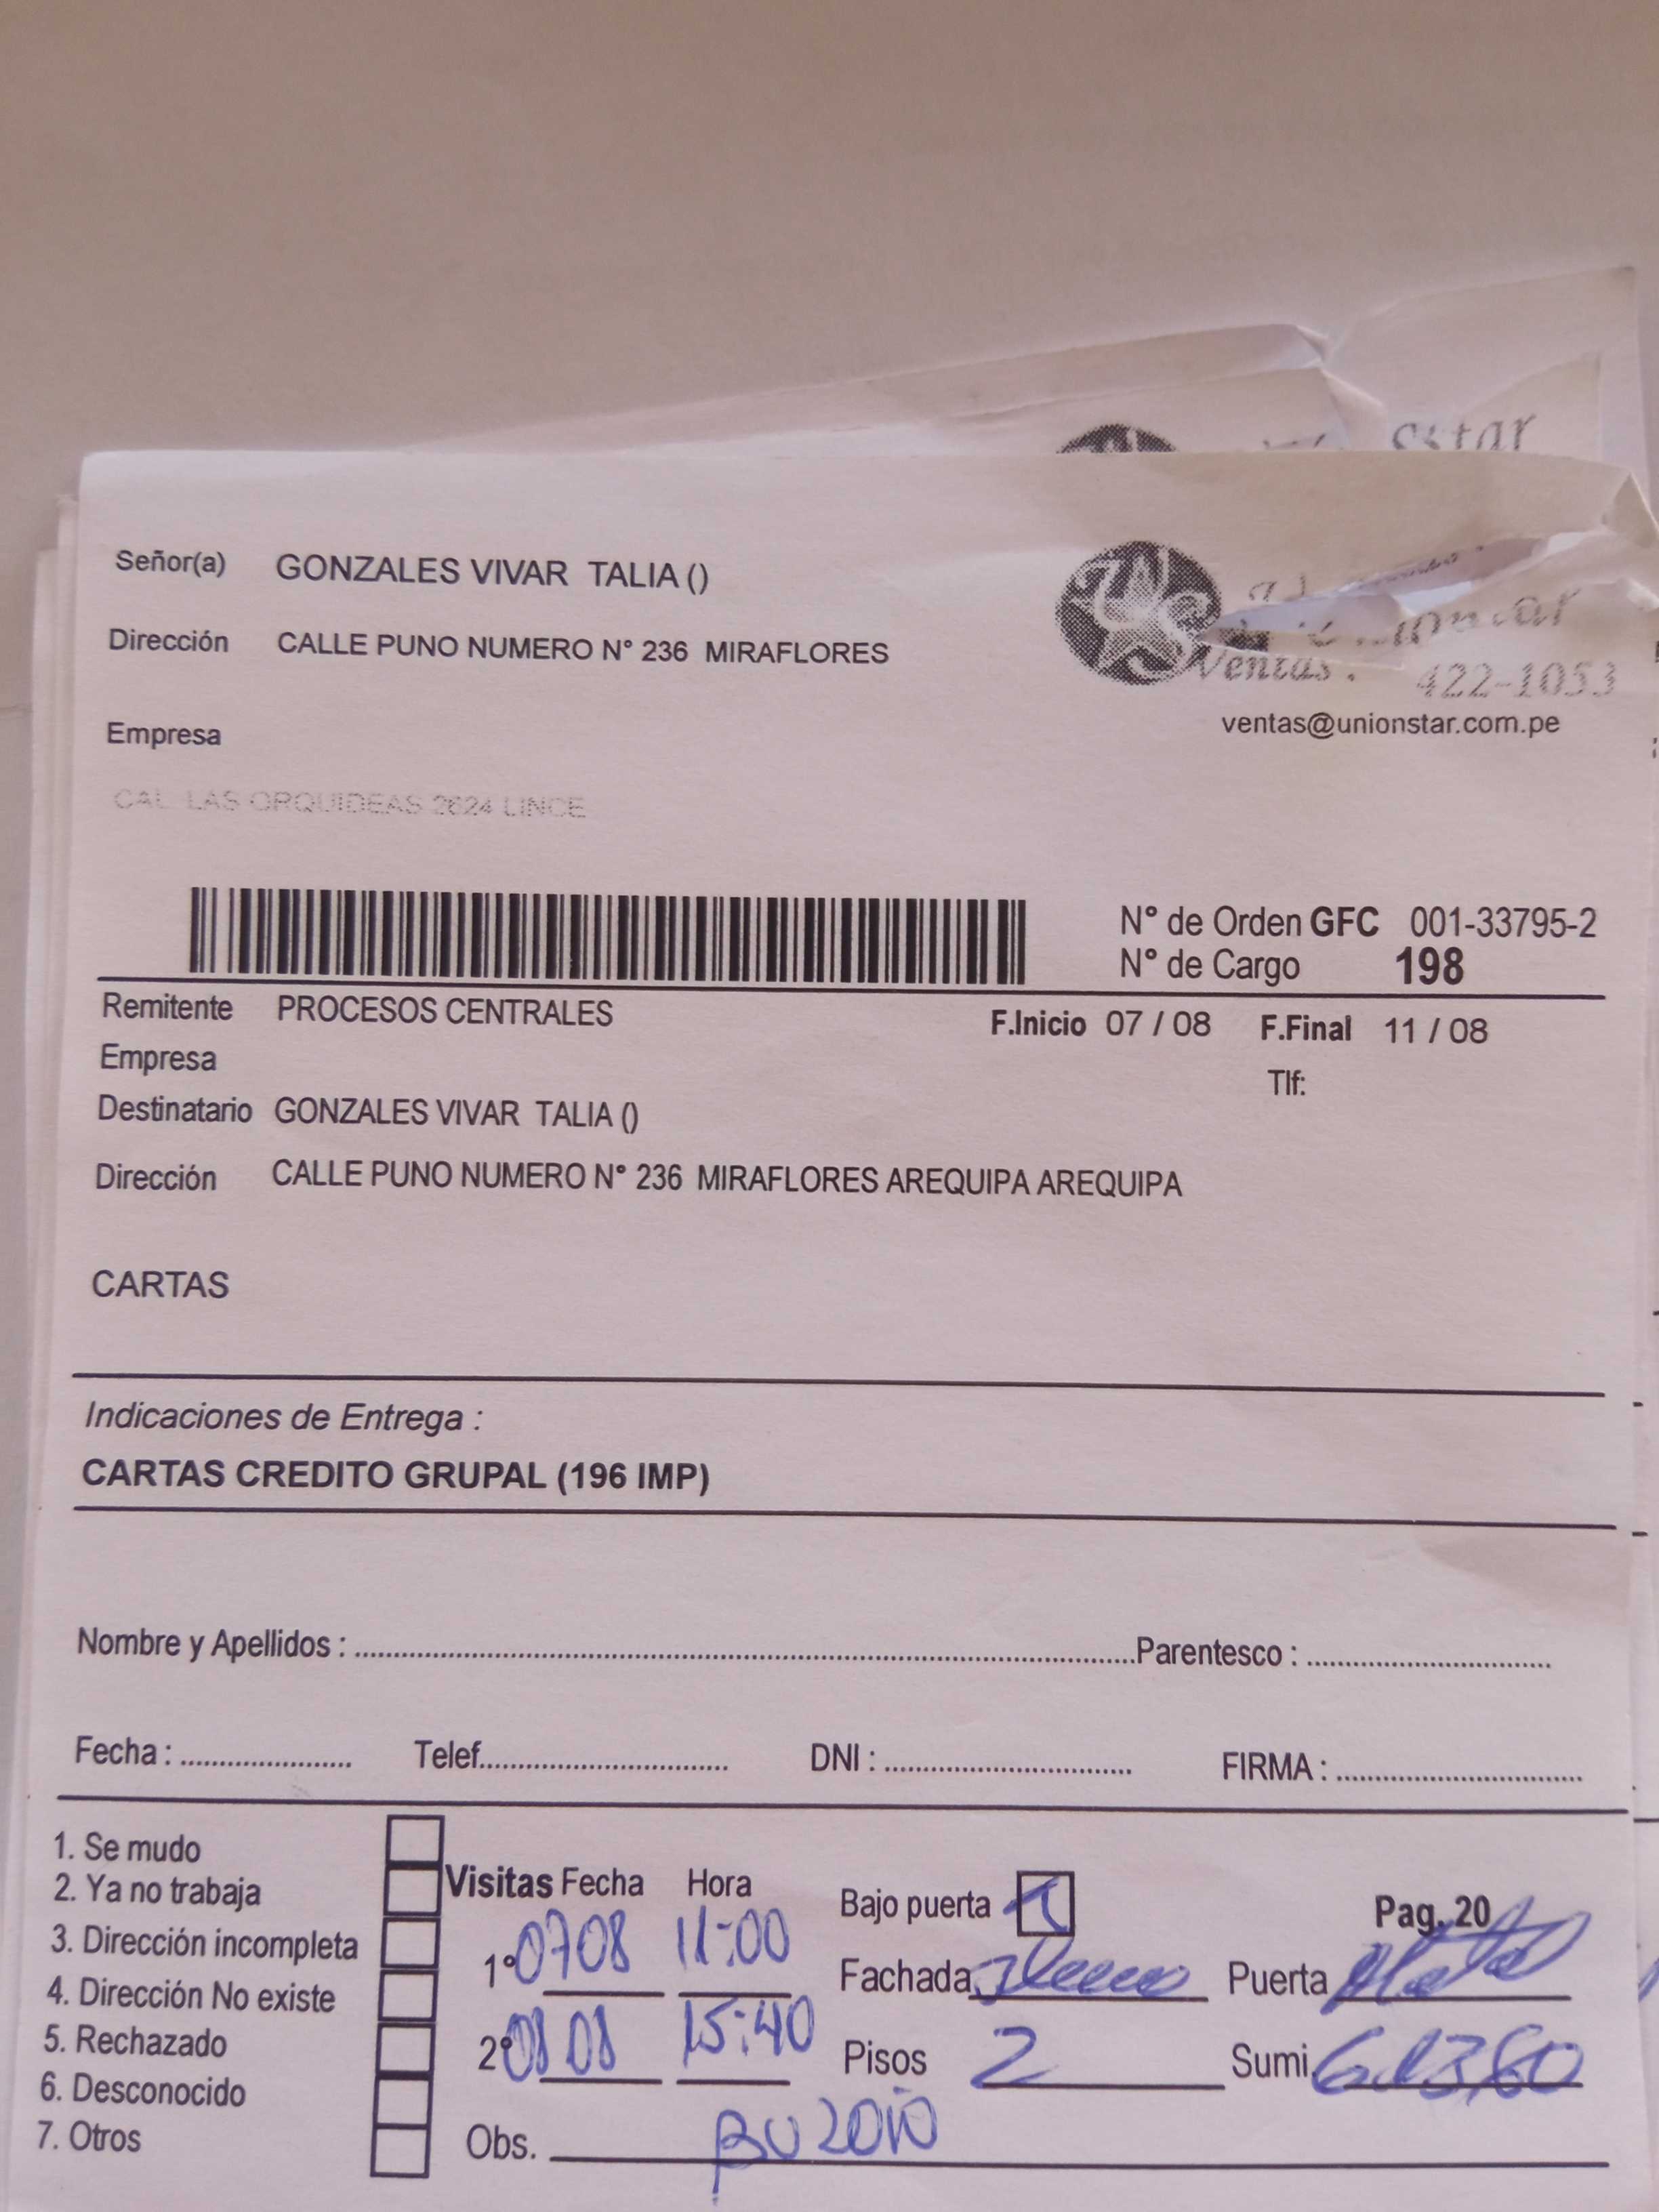 estar
Señor(a) GONZALES VIVAR TALIA ()
Dirección CALLE PUNO NUMERO N° 236 MIRAFLORES
Ventas: 422-1053
ventas@unionstar.com.pe
Empresa
CAL LAS ORQUIDEAS 2624 LINCE
N° de Orden GFC 001-33795-2
N° de Cargo 198
Remitente PROCESOS CENTRALES
F.Inicio 07 / 08 F.Final 11 / 08
Empresa
Tlf:
Destinatario GONZALES VIVAR TALIA ()
Dirección CALLE PUNO NUMERO N° 236 MIRAFLORES AREQUIPA AREQUIPA
CARTAS
Indicaciones de Entrega :
CARTAS CREDITO GRUPAL (196 IMP)
Nombre y Apellidos : Parentesco :
Fecha : Telef. DNI : FIRMA :
1. Se mudo
2. Ya no trabaja
3. Dirección incompleta
4. Dirección No existe
5. Rechazado
6. Desconocido
7. Otros
Visitas Fecha Hora
1° 0708 11:00
2° 08 08 15:40
Obs. BUZON
Bajo puerta
Pag. 20
Fachada Puerta
Pisos 2 Sumi.